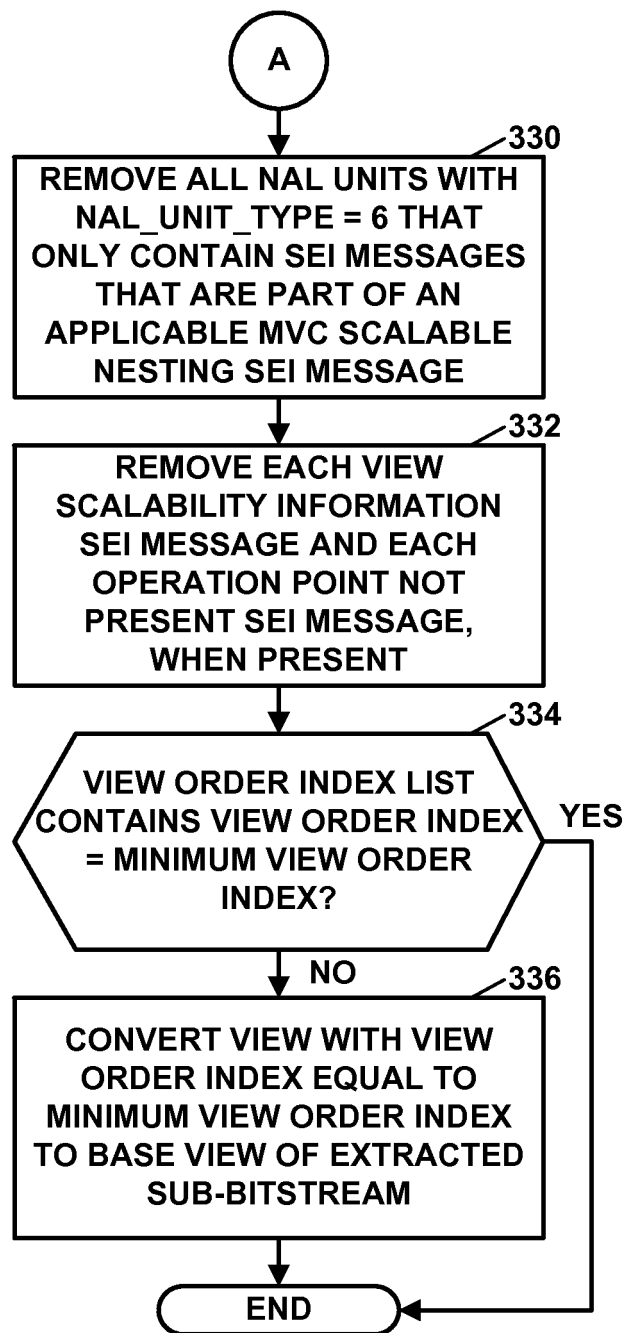 A
330
REMOVE ALL NAL UNITS WITH
NAL_UNIT_TYPE = 6 THAT
ONLY CONTAIN SEI MESSAGES
THAT ARE PART OF AN
APPLICABLE MVC SCALABLE
NESTING SEI MESSAGE
332
REMOVE EACH VIEW
SCALABILITY INFORMATION
SEI MESSAGE AND EACH
OPERATION POINT NOT
PRESENT SEI MESSAGE,
WHEN PRESENT
334
VIEW ORDER INDEX LIST
CONTAINS VIEW ORDER INDEX
= MINIMUM VIEW ORDER
INDEX?
YES
NO
336
CONVERT VIEW WITH VIEW
ORDER INDEX EQUAL TO
MINIMUM VIEW ORDER INDEX
TO BASE VIEW OF EXTRACTED
SUB-BITSTREAM
END